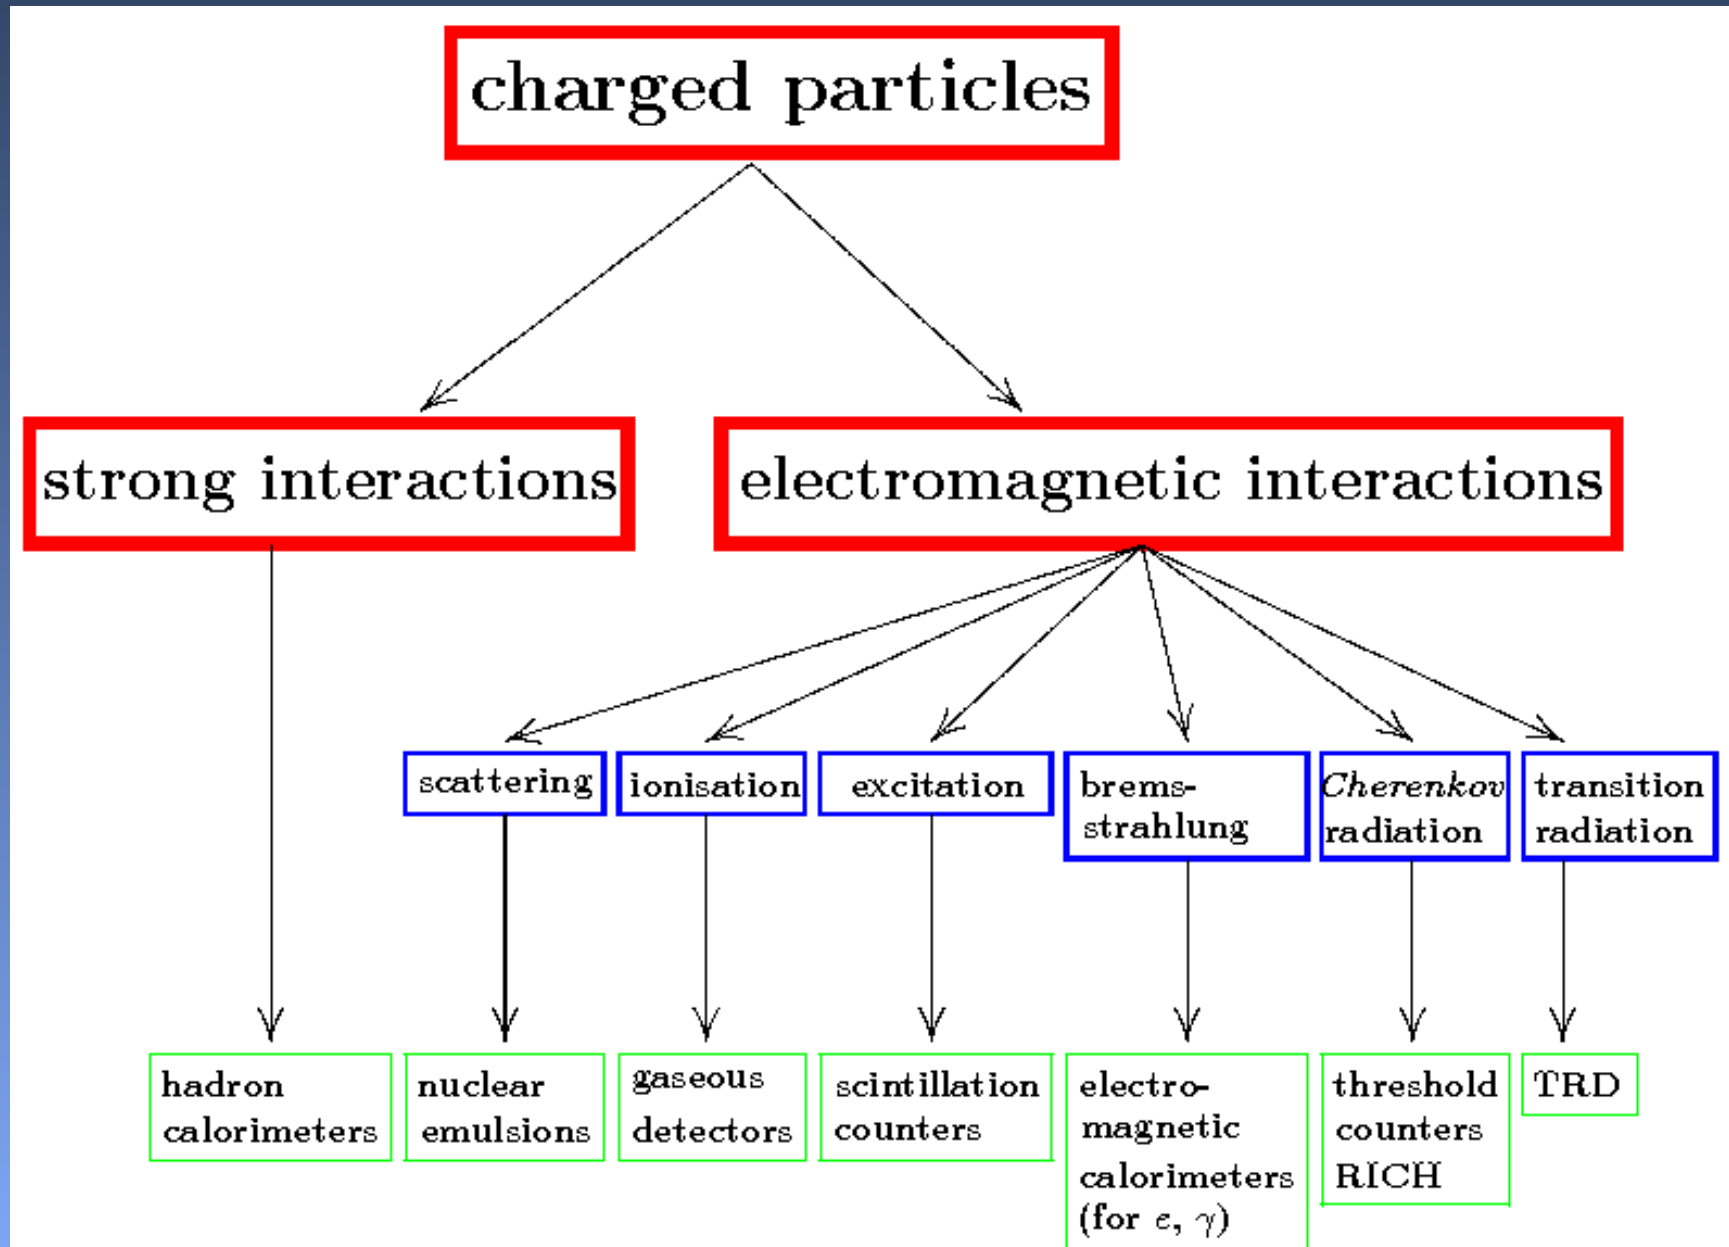 charged particles
strong interactions
electromagnetic interactions
scattering
ionisation
excitation
brems-
strahlung
Cherenkov
radiation
transition
radiation
hadron
calorimeters
nuclear
emulsions
gaseous
detectors
scintillation
counters
electro-
magnetic
calorimeters
(for e, γ)
threshold
counters
RICH
TRD